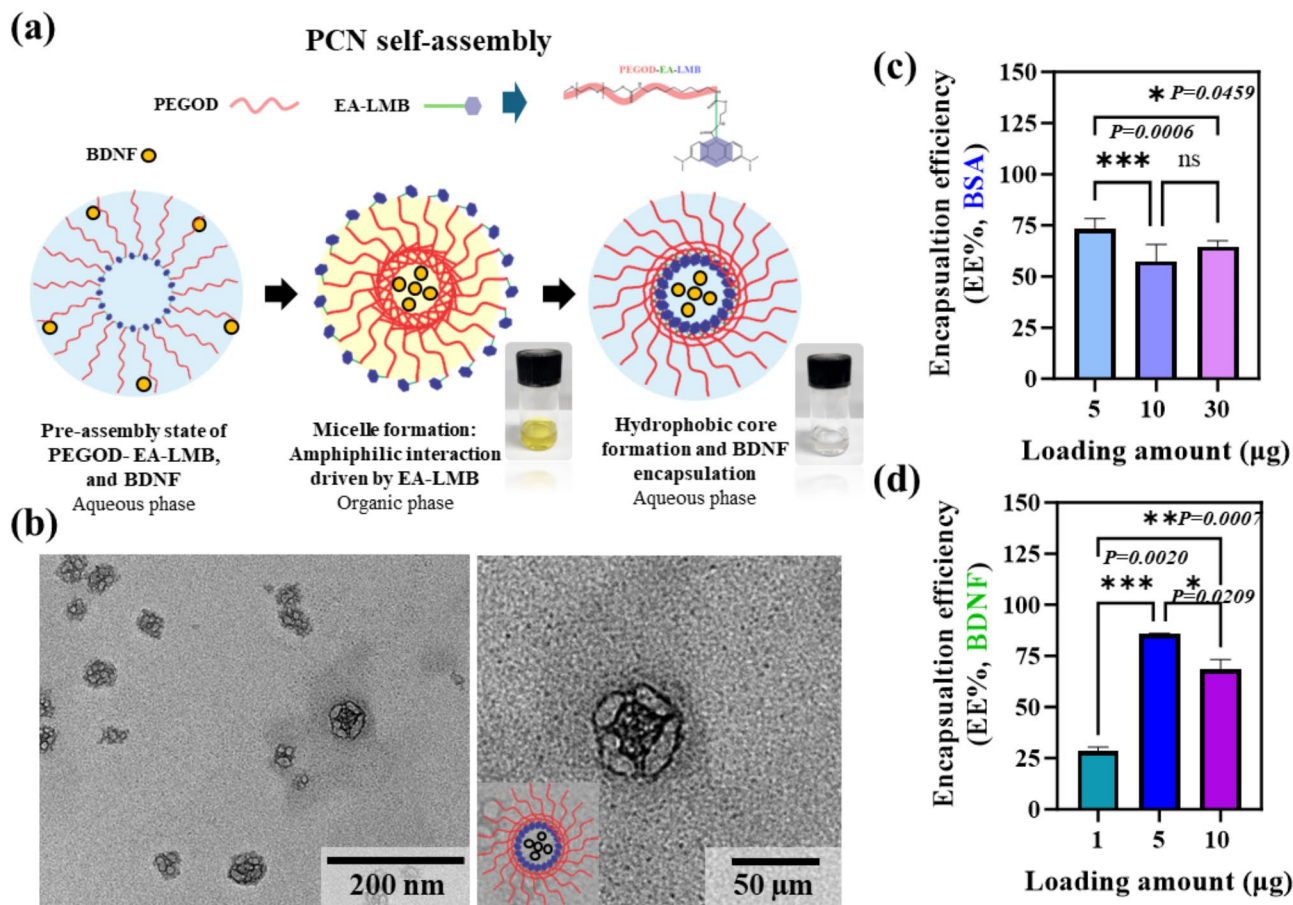 (a)
PCN self-assembly
PEGOD
EA-LMB
PEGOD-EA-LMB
BDNF
Pre-assembly state of
PEGOD- EA-LMB,
and BDNF
Aqueous phase
Micelle formation:
Amphiphilic interaction
driven by EA-LMB
Organic phase
Hydrophobic core
formation and BDNF
encapsulation
Aqueous phase
(b)
200 nm
50 μm
(c)
Encapsualtion efficiency
(EE%, BSA)
150
125
100
75
50
25
0
* P=0.0459
P=0.0006
*** ns
5 10 30
Loading amount (μg)
(d)
Encapsualtion efficiency
(EE%, BDNF)
150
125
100
75
50
25
0
** P=0.0007
P=0.0020
*** *
P=0.0209
1 5 10
Loading amount (μg)